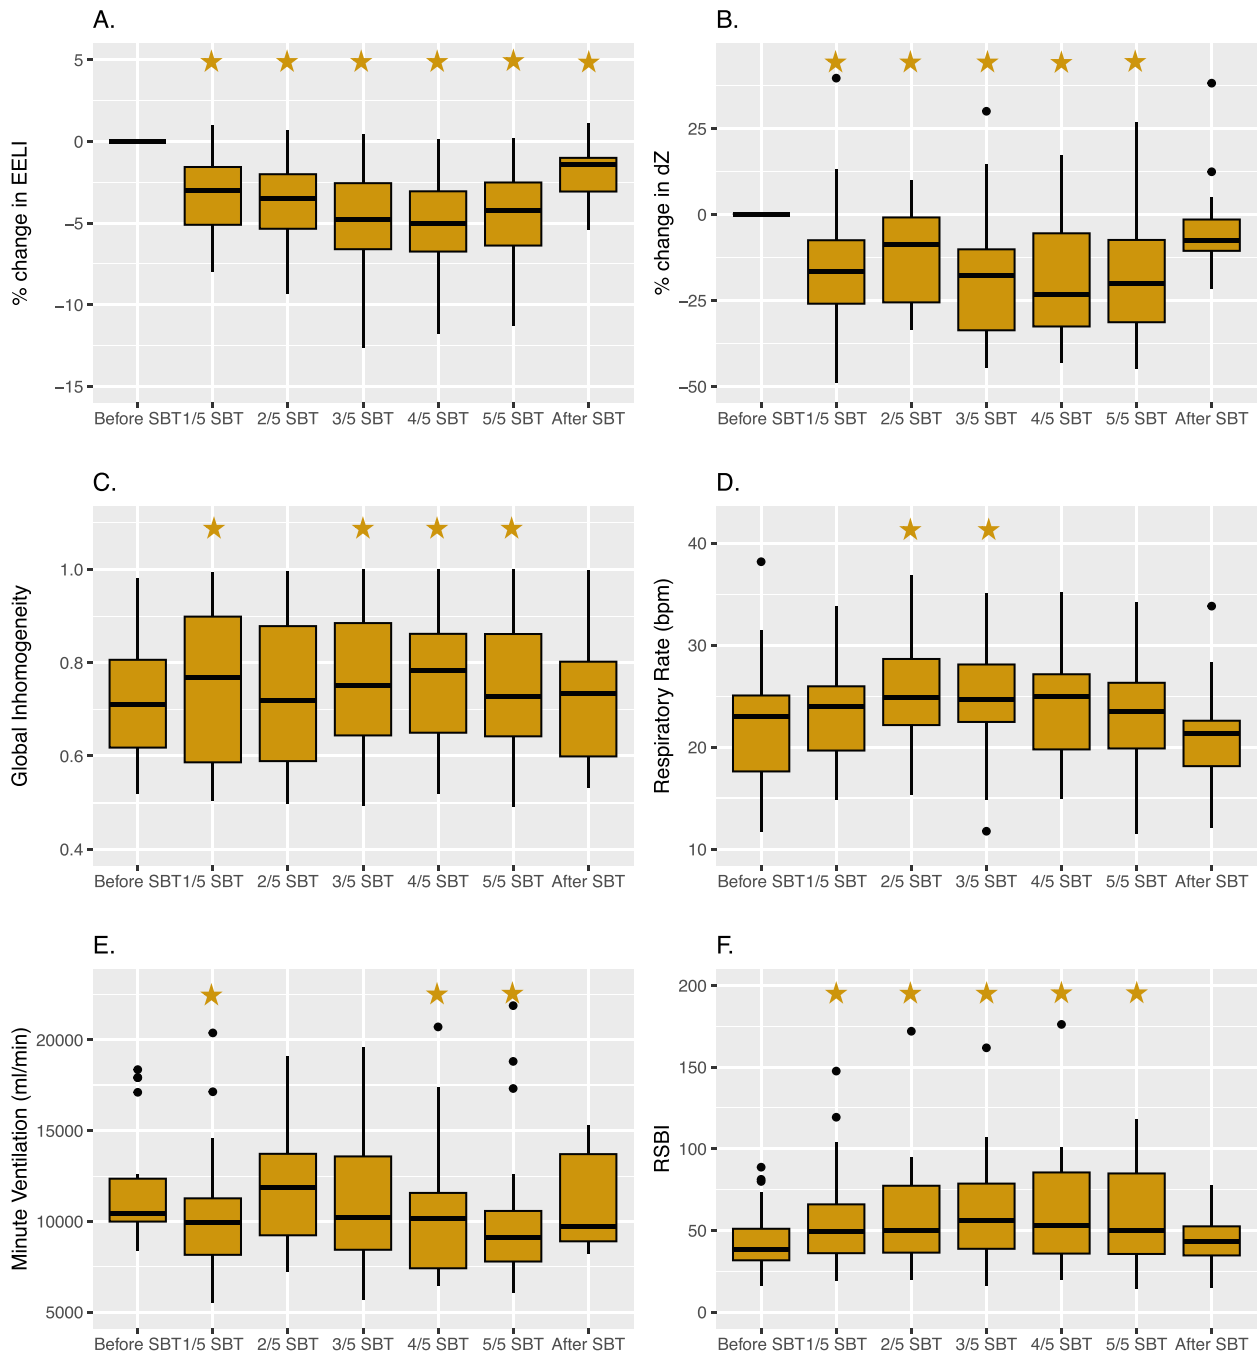 A.
% change in EELI
5
0
−5
−10
−15
Before SBT 1/5 SBT 2/5 SBT 3/5 SBT 4/5 SBT 5/5 SBT After SBT
B.
% change in dZ
25
0
−25
−50
Before SBT 1/5 SBT 2/5 SBT 3/5 SBT 4/5 SBT 5/5 SBT After SBT
C.
Global Inhomogeneity
1.0
0.8
0.6
0.4
Before SBT 1/5 SBT 2/5 SBT 3/5 SBT 4/5 SBT 5/5 SBT After SBT
D.
Respiratory Rate (bpm)
40
30
20
10
Before SBT 1/5 SBT 2/5 SBT 3/5 SBT 4/5 SBT 5/5 SBT After SBT
E.
Minute Ventilation (ml/min)
20000
15000
10000
5000
Before SBT 1/5 SBT 2/5 SBT 3/5 SBT 4/5 SBT 5/5 SBT After SBT
F.
RSBI
200
150
100
50
0
Before SBT 1/5 SBT 2/5 SBT 3/5 SBT 4/5 SBT 5/5 SBT After SBT